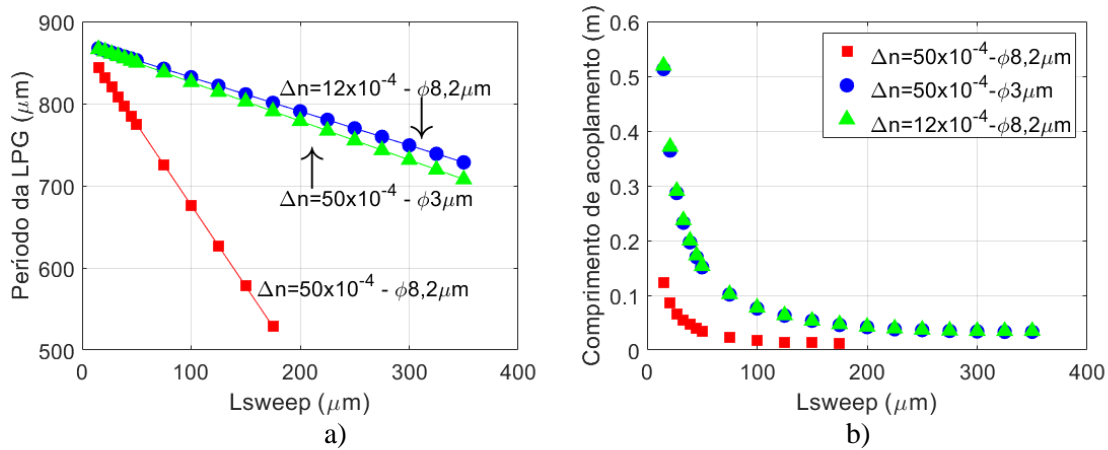 900
800
700
600
500
0
100
200
300
400
Período da LPG
(μm)
Lsweep (μm)
Δn=12x10⁻⁴ - ϕ8,2μm
Δn=50x10⁻⁴ - ϕ3μm
Δn=50x10⁻⁴ - ϕ8,2μm
a)
0.6
0.5
0.4
0.3
0.2
0.1
0
0
100
200
300
400
Comprimento de acoplamento (m)
Lsweep (μm)
Δn=50x10⁻⁴-ϕ8,2μm
Δn=50x10⁻⁴-ϕ3μm
Δn=12x10⁻⁴-ϕ8,2μm
b)